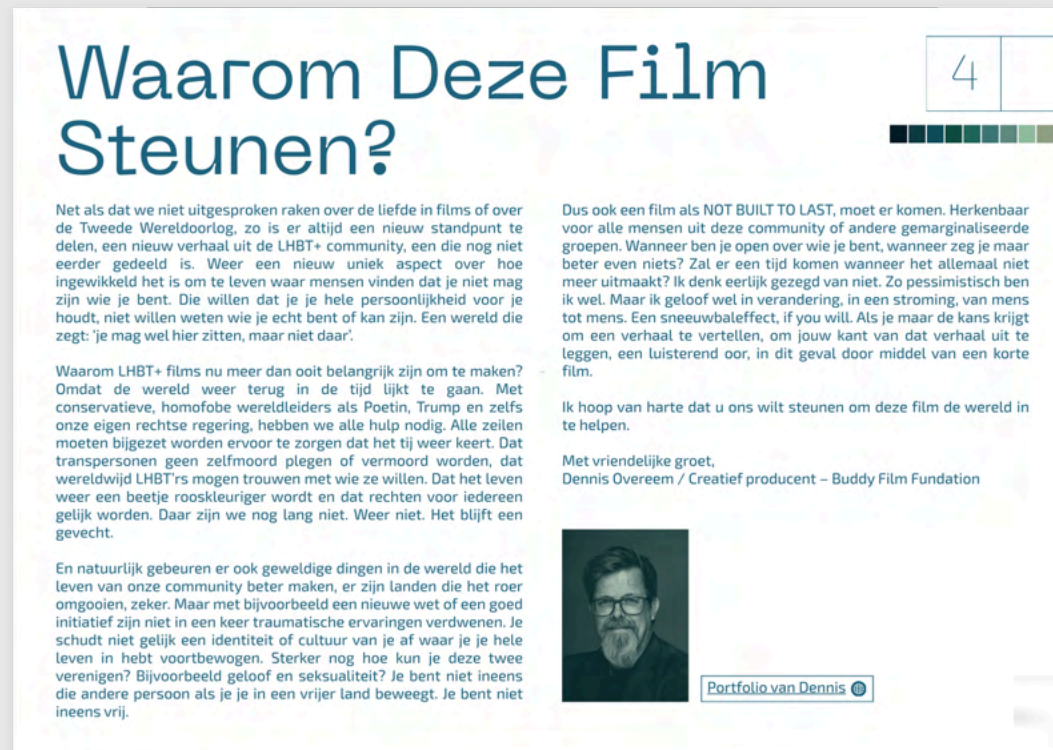 Waarom Deze Film
Steunen?
4
Net als dat we niet uitgesproken raken over de liefde in films of over
de Tweede Wereldoorlog, zo is er altijd een nieuw standpunt te
delen, een nieuw verhaal uit de LHBT+ community, een die nog niet
eerder gedeeld is. Weer een nieuw uniek aspect over hoe
ingewikkeld het is om te leven waar mensen vinden dat je niet mag
zijn wie je bent. Die willen dat je je hele persoonlijkheid voor je
houdt, niet willen weten wie je echt bent of kan zijn. Een wereld die
zegt: ‘je mag wel hier zitten, maar niet daar’.
Waarom LHBT+ films nu meer dan ooit belangrijk zijn om te maken?
Omdat de wereld weer terug in de tijd lijkt te gaan. Met
conservatieve, homofobe wereldleiders als Poetin, Trump en zelfs
onze eigen rechtse regering, hebben we alle hulp nodig. Alle zeilen
moeten bijgezet worden ervoor te zorgen dat het tij weer keert. Dat
transpersonen geen zelfmoord plegen of vermoord worden, dat
wereldwijd LHBT’rs mogen trouwen met wie ze willen. Dat het leven
weer een beetje rooskleuriger wordt en dat rechten voor iedereen
gelijk worden. Daar zijn we nog lang niet. Weer niet. Het blijft een
gevecht.
En natuurlijk gebeuren er ook geweldige dingen in de wereld die het
leven van onze community beter maken, er zijn landen die het roer
omgooien, zeker. Maar met bijvoorbeeld een nieuwe wet of een goed
initiatief zijn niet in een keer traumatische ervaringen verdwenen. Je
schudt niet gelijk een identiteit of cultuur van je af waar je je hele
leven in hebt voortbewogen. Sterker nog hoe kun je deze twee
verenigen? Bijvoorbeeld geloof en seksualiteit? Je bent niet ineens
die andere persoon als je je in een vrijer land beweegt. Je bent niet
ineens vrij.
Dus ook een film als NOT BUILT TO LAST, moet er komen. Herkenbaar
voor alle mensen uit deze community of andere gemarginaliseerde
groepen. Wanneer ben je open over wie je bent, wanneer zeg je maar
beter even niets? Zal er een tijd komen wanneer het allemaal niet
meer uitmaakt? Ik denk eerlijk gezegd van niet. Zo pessimistisch ben
ik wel. Maar ik geloof wel in verandering, in een stroming, van mens
tot mens. Een sneeuwbaleffect, if you will. Als je maar de kans krijgt
om een verhaal te vertellen, om jouw kant van dat verhaal uit te
leggen, een luisterend oor, in dit geval door middel van een korte
film.
Ik hoop van harte dat u ons wilt steunen om deze film de wereld in
te helpen.
Met vriendelijke groet,
Dennis Overeem / Creatief producent – Buddy Film Fundation
Portfolio van Dennis